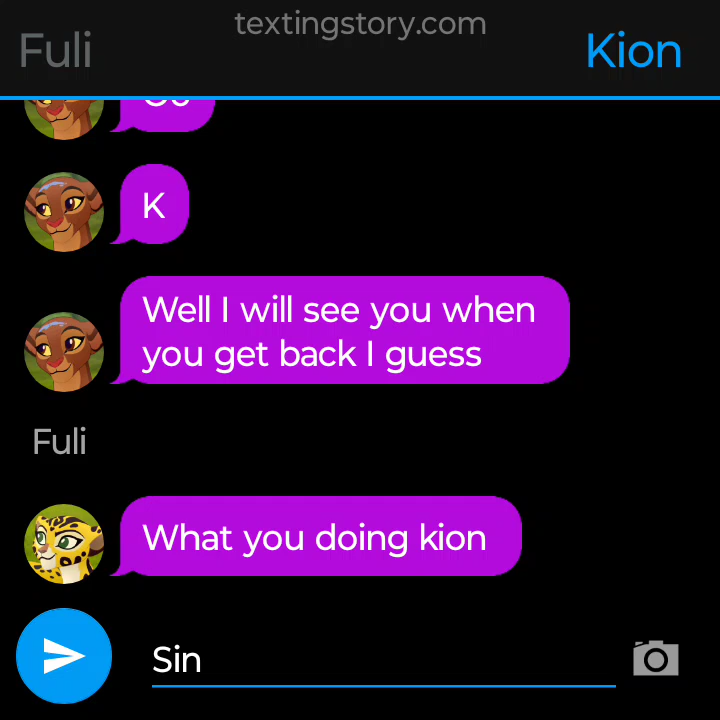 textingstory.com
Fuli
Kion
K
Well I will see you when
you get back I guess
Fuli
What you doing kion
Sin